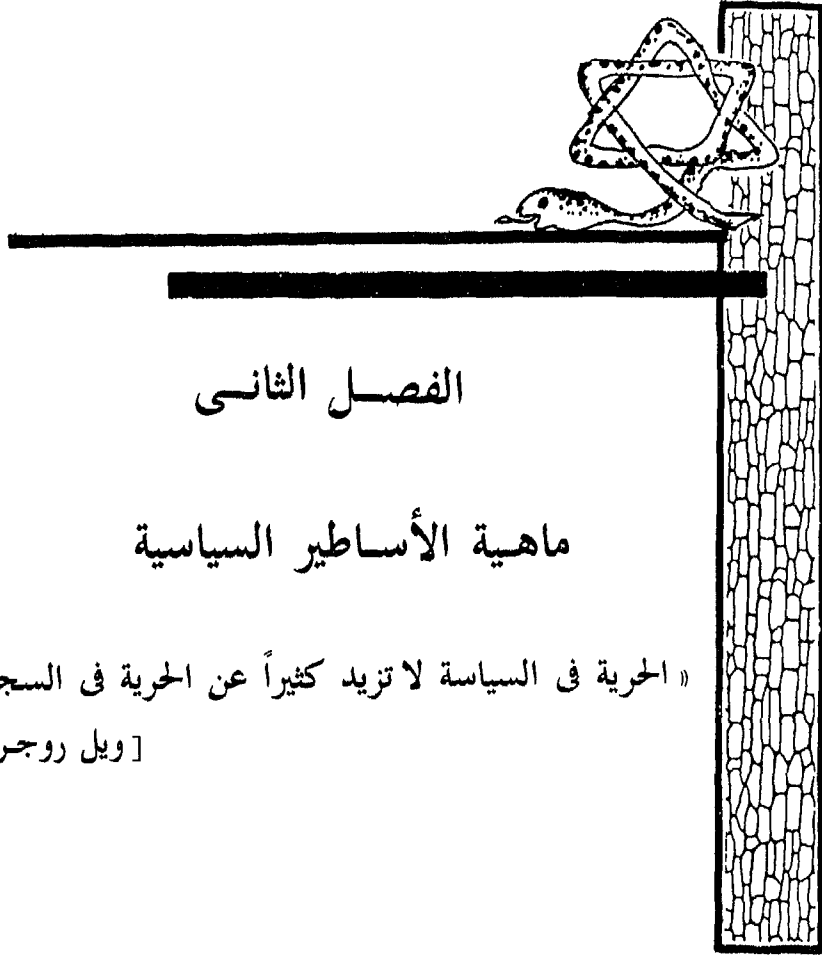 الفصل الثانى
ماهية الأساطير السياسية
« الحرية فى السياسة لا تزيد كثيراً عن الحرية فى
[ ويل